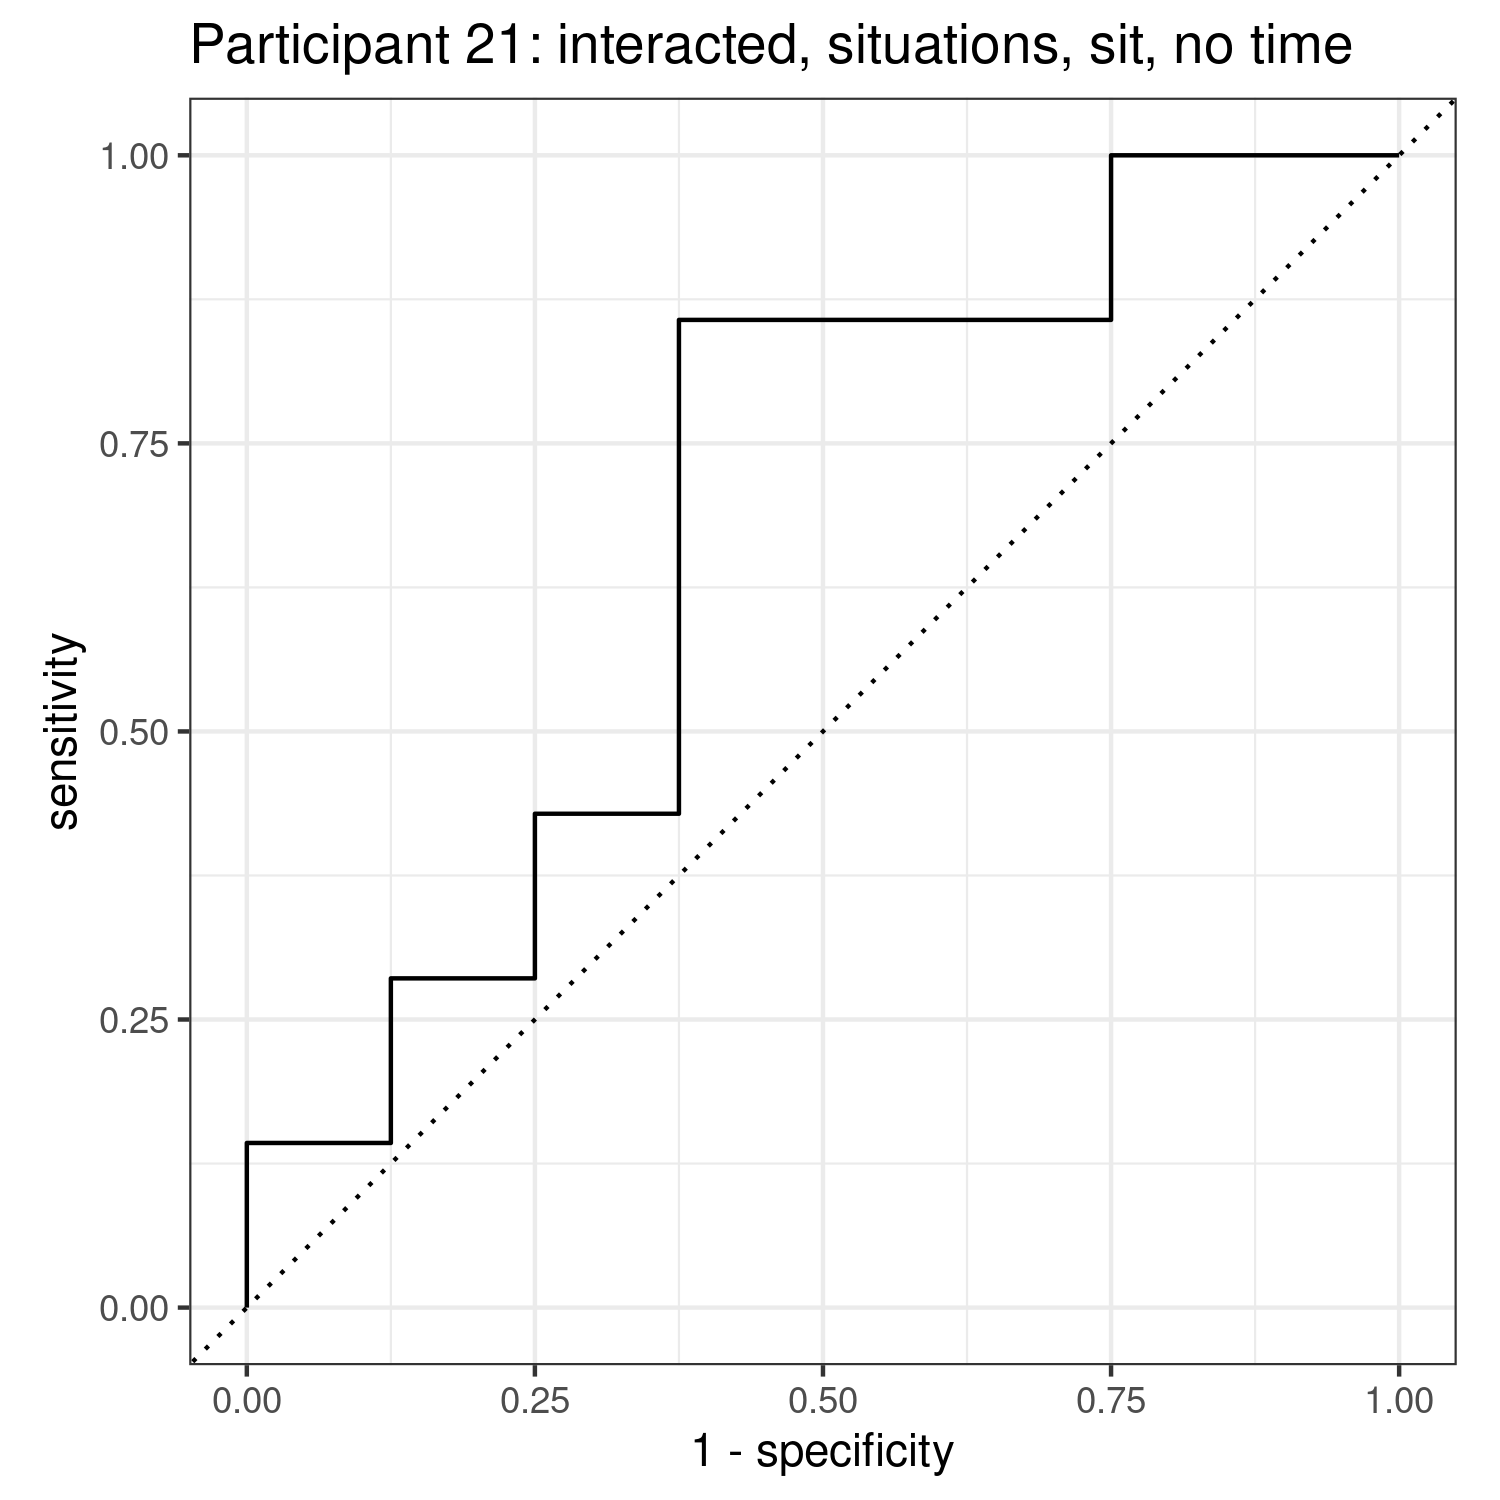 Participant 21: interacted, situations, sit, no time
1.00
0.75
0.50
0.25
0.00
sensitivity
0.00 0.25 0.50 0.75 1.00
1 - specificity